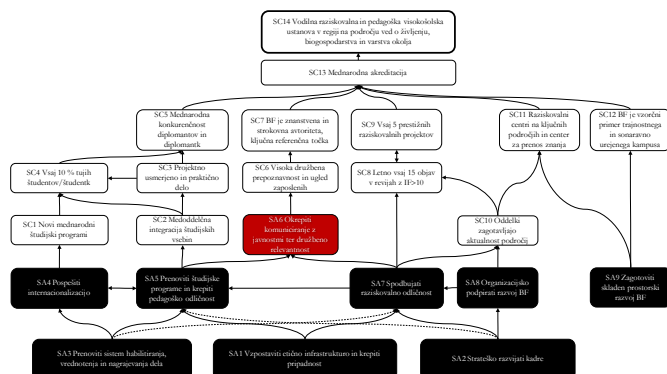 SC14 Vodilna raziskovalna in pedagoška visokošolska
ustanova v regiji na področju ved o življenju,
biogospodarstva in varstva okolja
SC13 Mednarodna akreditacija
SC5 Mednarodna
konkurenčnost
diplomantov in
diplomantk
SC7 BF je znanstvena in
strokovna avtoriteta,
ključna referenčna točka
SC9 Vsaj 5 prestižnih
raziskovalnih projektov
SC11 Raziskovalni
centri na ključnih
področjih in center
za prenos znanja
SC12 BF je vzorčni
primer trajnostnega
in sonaravno
urejenega kampusa
SC4 Vsaj 10 % tujih
študentov/študentk
SC3 Projektno
usmerjeno in praktično
delo
SC6 Visoka družbena
prepoznavnost in ugled
zaposlenih
SC8 Letno vsaj 15 objav
v revijah z IF>10
SC1 Novi mednarodni
študijski programi
SC2 Medoddelčna
integracija študijskih
vsebin
SA6 Okrepiti
komuniciranje z
javnostmi ter družbeno
relevantnost
SC10 Oddelki
zagotavljajo
aktualnost področij
SA4 Pospešiti
internacionalizacijo
SA5 Prenoviti študijske
programe in krepiti
pedagoško odličnost
SA7 Spodbujati
raziskovalno odličnost
SA8 Organizacijsko
podpirati razvoj BF
SA9 Zagotoviti
skladen prostorski
razvoj BF
SA3 Prenoviti sistem habilitiranja,
vrednotenja in nagrajevanja dela
SA1 Vzpostaviti etično infrastrukturo in krepiti
pripadnost
SA2 Strateško razvijati kadre